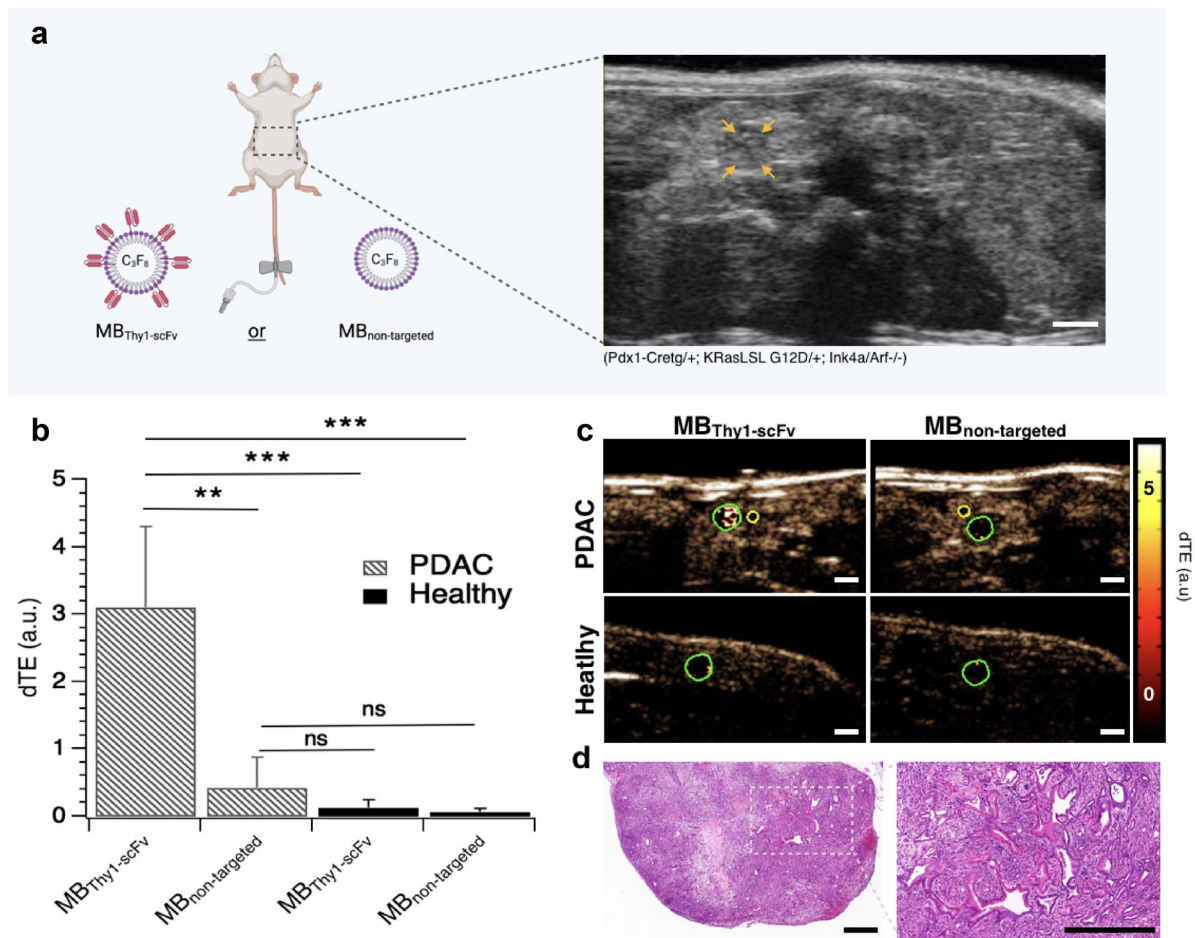 a
C3F8
C3F8
MBThy1-scFv
or
MBnon-targeted
(Pdx1-Cretg/+; KRasLSL G12D/+; Ink4a/Arf-/-)
b
***
***
**
5
4
3
2
1
0
dTE (a.u.)
PDAC
Healthy
ns
ns
MBThy1-scFv
MBnon-targeted
MBThy1-scFv
MBnon-targeted
c
MBThy1-scFv
MBnon-targeted
PDAC
Heatlhy
5
0
dTE (a.u)
d